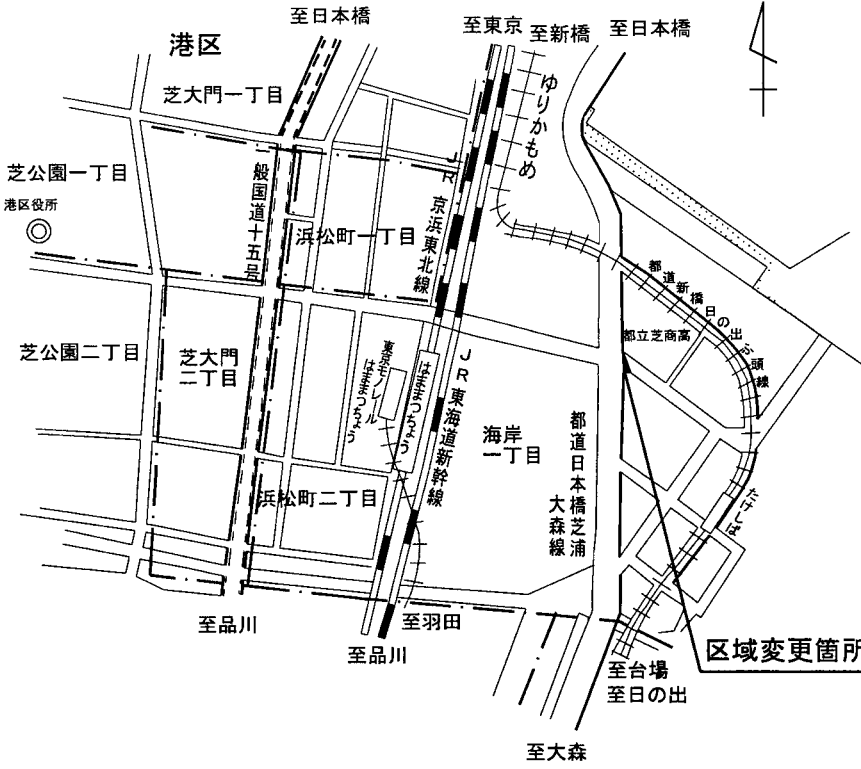 至日本橋
至東京
至新橋
至日本橋
港区
芝大門一丁目
ゆりかもめ
芝公園一丁目
港区役所
一般国道十五号
浜松町一丁目
JR京浜東北線
都道新橋日の出ふ頭線
都立芝商高
芝公園二丁目
芝大門
二丁目
東京モノレール
はままつちょう
はままつちょう
JR東海道新幹線
海岸
一丁目
都道日本橋芝浦
大森線
浜松町二丁目
たけしば
至品川
至羽田
至品川
区域変更箇所
至台場
至日の出
至大森